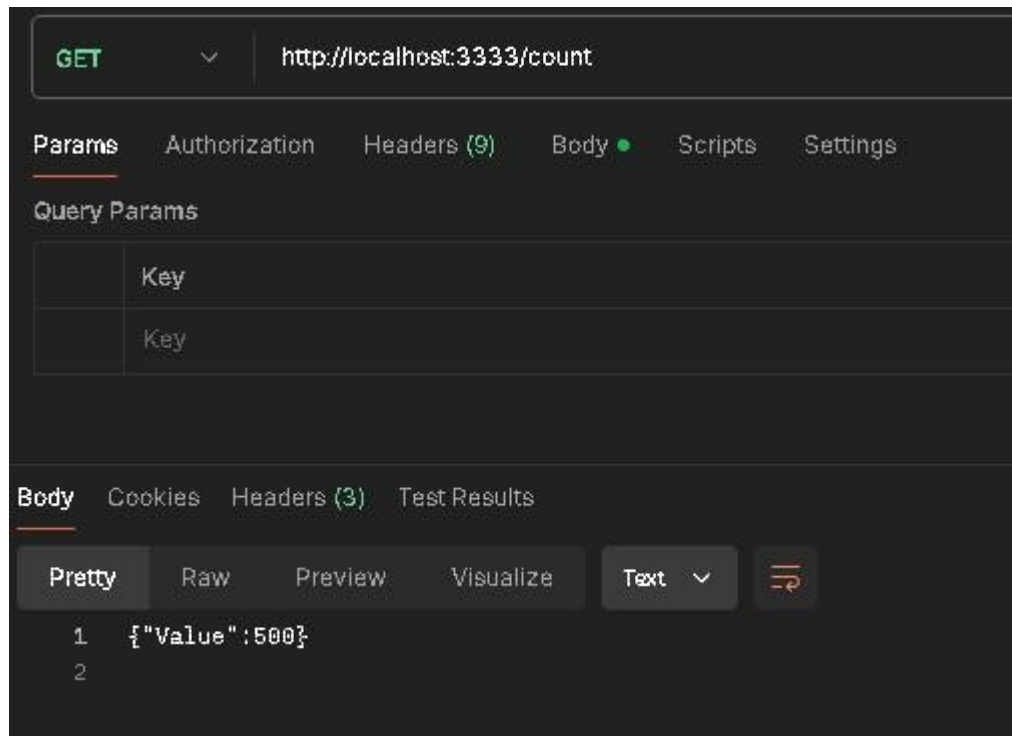 GET http://localhost:3333/count
Params Authorization Headers (9) Body Scripts Settings
Query Params
Key
Key
Body Cookies Headers (3) Test Results
Pretty Raw Preview Visualize Text
1 {"Value":500}
2